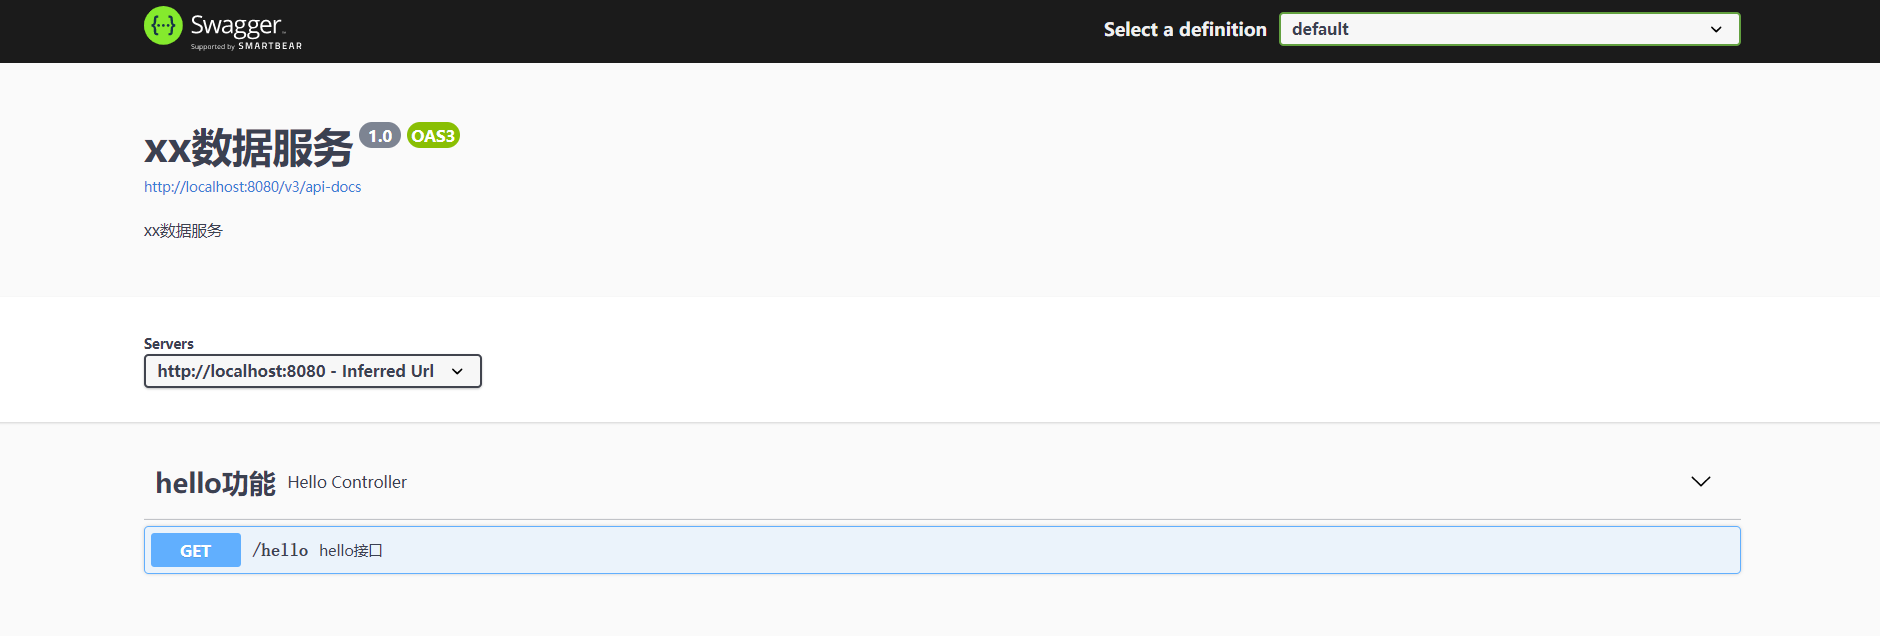 Swagger
Supported by SMARTBEAR
Select a definition default
xx数据服务 1.0 OAS3
http://localhost:8080/v3/api-docs
xx数据服务
Servers
http://localhost:8080 - Inferred Url
hello功能 Hello Controller
GET /hello hello接口